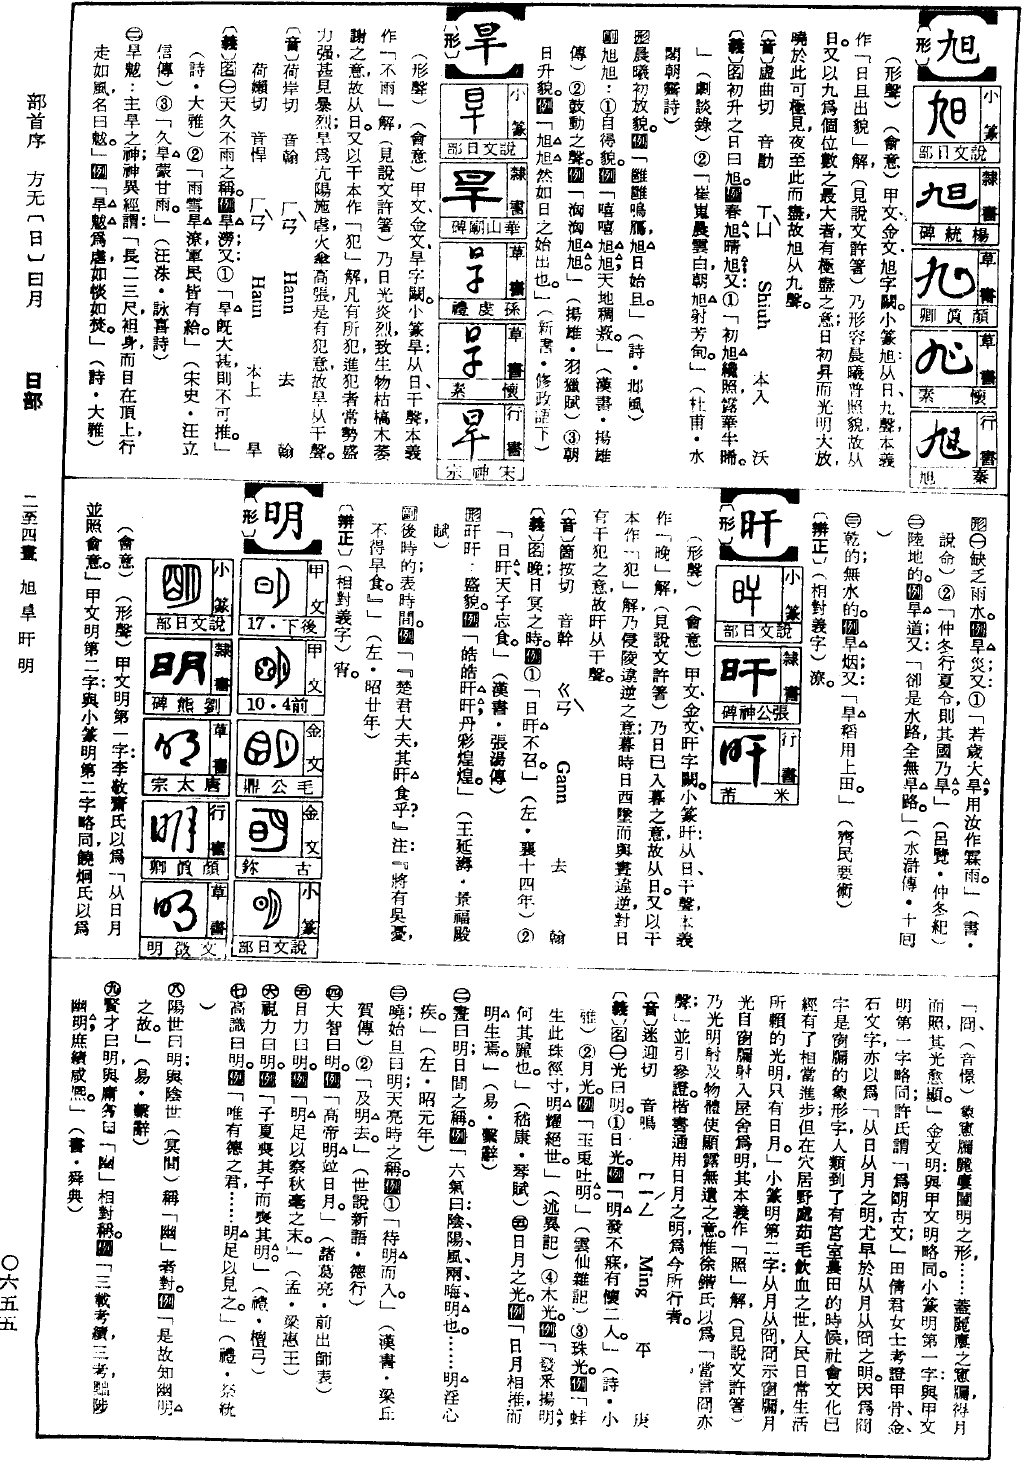 旭
〔形〕
小篆
說文日部
隸書
楊統碑
草書
顏眞卿
草書
懷素
行書
秦旭
（形聲）（會意）甲文、金文旭字闕。小篆旭：从日、九聲，本義
作「日旦出貌」解（見說文許箸）乃形容晨曦普照貌，故从
日。又以九爲個位數之最大者，有極盡之意；日初昇而光明大放，
曉於此可極見，夜至此而盡，故旭从九聲。
〔音〕虛曲切　音勖　ㄒㄩˋ　Shiuh　本入　沃
〔義〕名初升之日曰旭。例春旭；晴旭；又：①「初旭纔照，露華半晞。
」（劇談錄）②「崔嵬晨雲白，朝旭射芳甸。」（杜甫・水
閣朝霽詩）
形晨曦初放貌。例「雝雝鳴鴈，旭日始旦。」（詩・邶風）
副旭旭：①自得貌。例「嘻嘻旭旭，天地稠嶅。」（漢書・揚雄
傳）②鼓動之聲。例「洶洶旭旭。」（揚雄・羽獵賦）③朝
日升貌。例「旭旭然如日之始出也。」（新書・修政語下）
旱
〔形〕
小篆
說文日部
隸書
華山廟碑
草書
孫虔禮
草書
懷素
行書
宋神宗
（形聲）（會意）甲文、金文旱字闕。小篆旱：从日、干聲，本義
作「不雨」解（見說文許箸）乃日光炎烈，致生物枯槁，木萎
謝之意，故从日。又以干本作「犯」解，凡有所犯進犯者常勢盛
力强甚見暴烈；旱爲亢陽施虐，火傘高張，是有犯意，故旱从干聲。
〔音〕荷岸切　音翰　ㄏㄢˋ　Hann　去　翰
荷嬾切　音悍　ㄏㄢˋ　Hann　本上　旱
〔義〕名㊀天久不雨之稱。例旱澇；又：①「旱旣大甚，則不可推。」
（詩・大雅）②「雨雪旱潦，軍民皆有給。」（宋史・汪立
信傳）③「久旱蒙甘雨。」（汪洙・詠喜詩）
㊁旱魃：主旱之神，神異經謂「長二三尺，袒身，而目在頂上，行
走如風，名曰魃。」例「旱魃爲虐，如惔如焚。」（詩・大雅）
形㊀缺乏雨水。例旱災；又：①「若歲大旱，用汝作霖雨。」（書・
說命）②「仲冬行夏令，則其國乃旱。」（呂覽・仲冬紀）
㊁陸地的。例旱道；又：「卻是水路，全無旱路。」（水滸傳・十回
）
㊂乾的；無水的。例旱烟；又：「旱稻用上田。」（齊民要術）
〔辨正〕（相對義字）潦。
旰
〔形〕
小篆
說文日部
隸書
張公神碑
行書
米芾
（形聲）（會意）甲文、金文旰字闕。小篆旰：从日、干聲，本義
作「晚」解（見說文許箸）乃日已入暮之意，故从日。又以干
本作「犯」解，乃侵陵違逆之意；暮時日西墜而與晝違逆，對日
有干犯之意，故旰从干聲。
〔音〕箇按切　音幹　ㄍㄢˋ　Gann　去　翰
〔義〕名晚；日冥之時。例①「日旰不召。」（左・襄十四年）②
「日旰，天子忘食。」（漢書・張湯傳）
形旰旰：盛貌。例「皓皓旰旰，丹彩煌煌。」（王延壽・景福殿
賦）
副後時的；表時間。例「『楚君大夫其旰食乎？』注：『將有吳憂，
不得早食。』」（左・昭廿年）
〔辨正〕（相對義字）宵。
明
〔形〕
甲文
後下・17
甲文
前4・10
金文
毛公鼎
金文
古鉨
小篆
說文日部
小篆
說文日部
隸書
劉熊碑
草書
唐太宗
行書
顏眞卿
草書
文徵明
（會意）（形聲）甲文明第一字：李敬齋氏以爲「从日月
並照會意。」甲文明第二字：與小篆明第二字略同，饒炯氏以爲
「囧，（音憬）象窻牖麗廔闓明之形，……蓋麗廔之窻牖，得月
而照，其光愈顯。」金文明：與甲文明略同。小篆明第一字：與甲文
明第一字略同，許氏謂「爲朙古文」田倩君女士考證甲骨、金、
石文字，亦以爲「从日从月之明尤早於从月从囧之明。因爲囧
字是窗牖的象形字，人類到了有宮室農田的時候，社會文化已
經有了相當進步；但在穴居野處，茹毛飲血之世，人民日常生活
所賴的光明只有日月。」小篆明第二字：从月从囧，囧示窗牖，月
光自窗牖射入屋舍爲明，其本義作「照」解（見說文許箸）
乃光明射及物體，使顯露無遺之意。惟徐鍇氏以爲「當言囧亦
聲」並引參證。楷書通用日月之明爲今所行者。
〔音〕迷迎切　音鳴　ㄇㄧㄥˊ　Ming　平　庚
〔義〕名㊀光曰明。①日光。例「明發不寐，有懷二人。」（詩・小
雅）②月光。例「玉兎吐明。」（雲仙雜記）③珠光。例「蚌
生此珠徑寸，明耀絕世。」（述異記）④木光。例「發釆揚明，
何其麗也。」（嵇康・琴賦）⑤日月之光。例「日月相推，而
明生焉。」（易・繫辭）
㊁晝曰明；日間之稱。例「六氣曰：陰、陽、風、雨、晦、明也。……明淫心
疾。」（左・昭元年）
㊂曉；始旦曰明；天亮時之稱。例①「待明而入。」（漢書・梁丘
賀傳）②「及明去。」（世說新語・德行）
㊃大智曰明。例「高帝明竝日月。」（諸葛亮・前出師表）
㊄目力曰明。例「明足以察秋毫之末。」（孟・梁惠王）
㊅視力曰明。例「子夏喪其子而喪其明。」（禮・檀弓）
㊆高識曰明。例「唯有德之君，……明足以見之。」（禮・祭統
）
㊇陽世曰明；與陰世（冥間）稱「幽」者對。例「是故知幽明
之故。」（易・繫辭）
㊈賢才曰明，與庸劣曰「幽」相對稱。例「三載考績，三考黜陟
幽明，庶績咸熙。」（書・舜典）
部首序　方无〔日〕曰月
日部
二至四畫　旭旱旰明
〇六五五